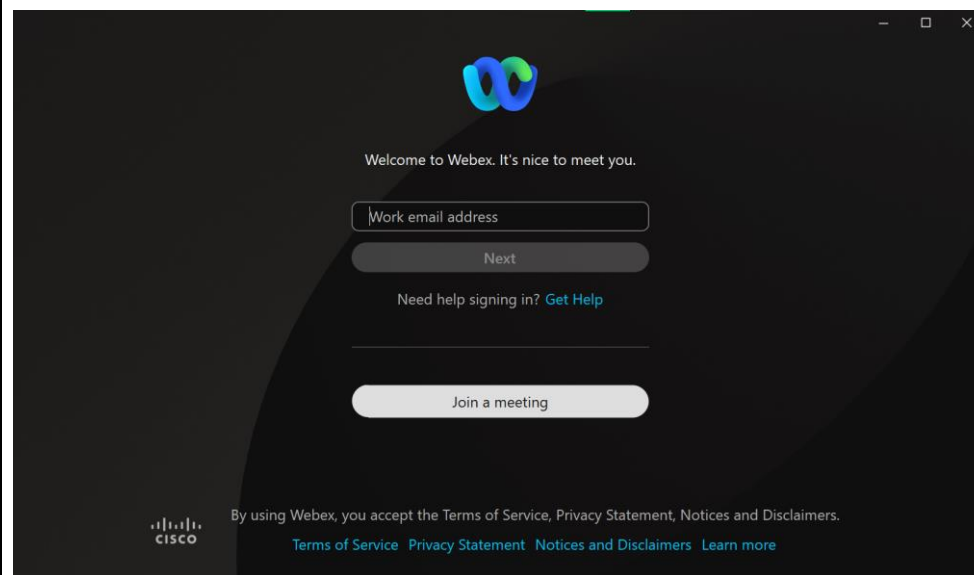 Welcome to Webex. It's nice to meet you.
Work email address
Next
Need help signing in? Get Help
Join a meeting
By using Webex, you accept the Terms of Service, Privacy Statement, Notices and Disclaimers.
CISCO
Terms of Service Privacy Statement Notices and Disclaimers Learn more